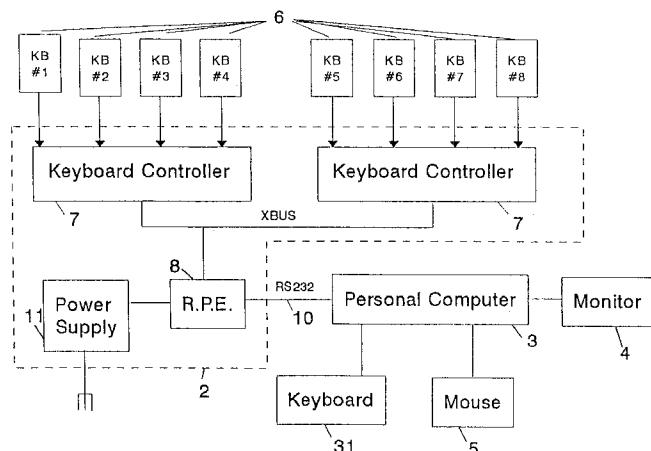 6
KB #1
KB #2
KB #3
KB #4
KB #5
KB #6
KB #7
KB #8
Keyboard Controller
Keyboard Controller
7
XBUS
7
8
RS232
11
Power Supply
R.P.E.
10
Personal Computer
3
Monitor
4
2
Keyboard
31
Mouse
5